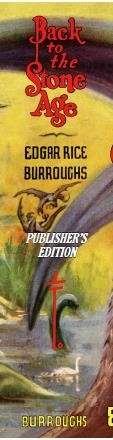 Back
to the
Stone
Age
EDGAR RICE
BURROUGHS
PUBLISHER'S
EDITION
BURROUGHS